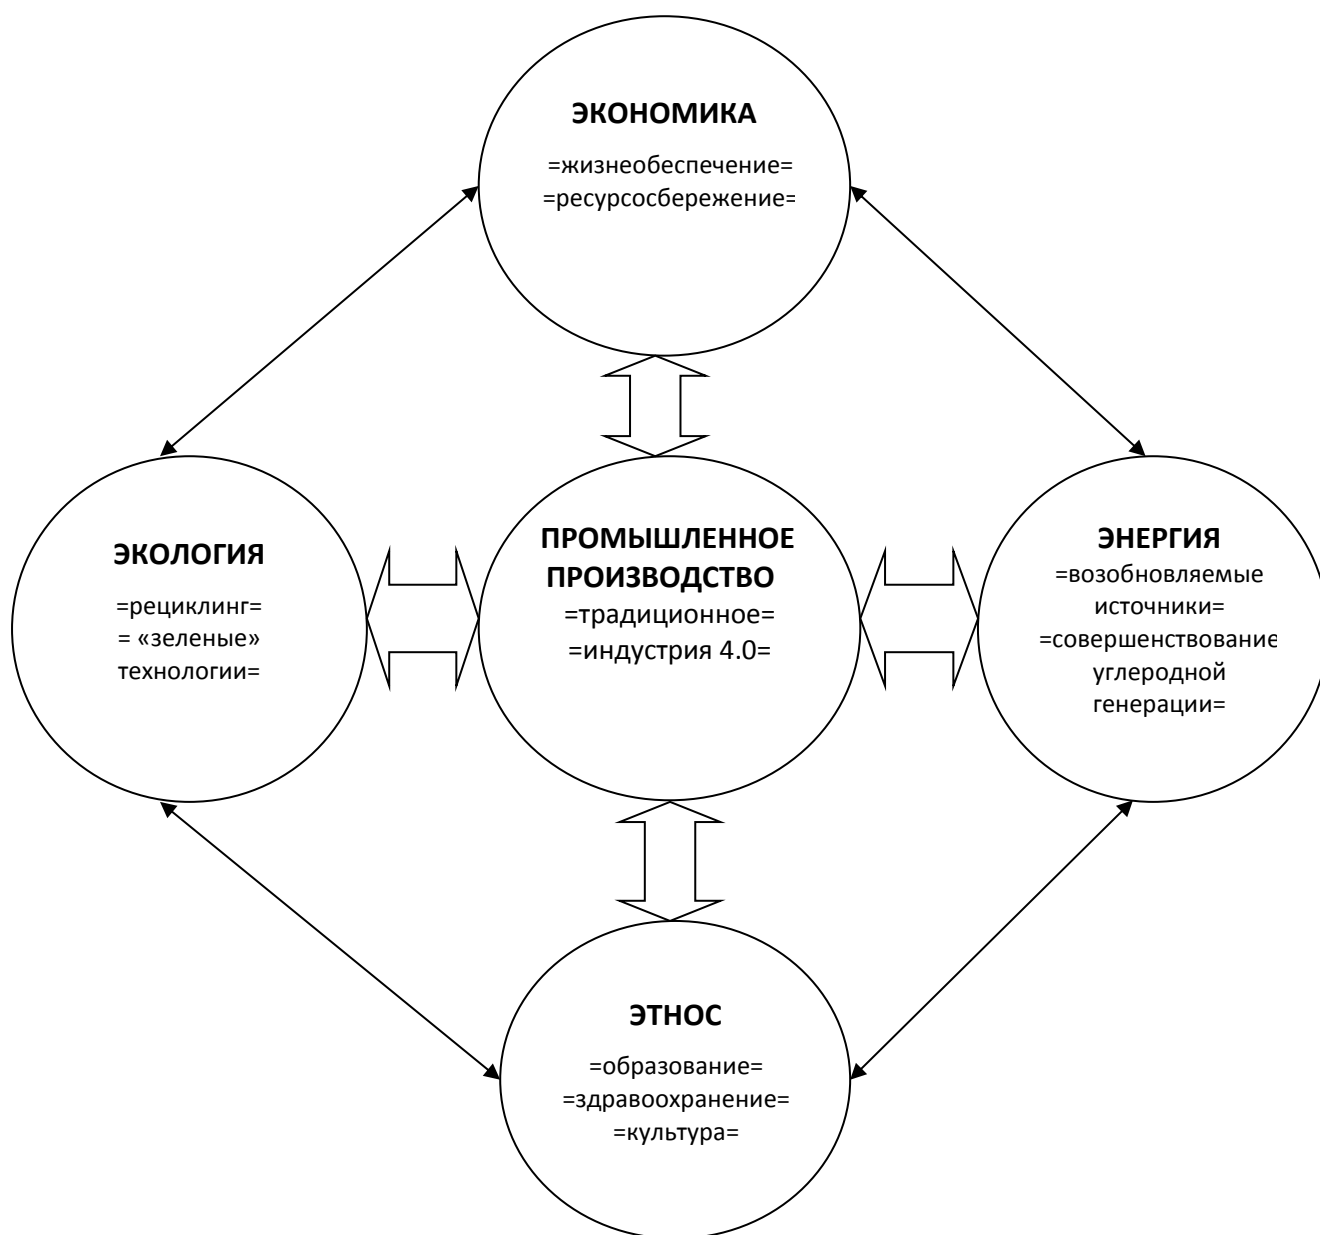 ЭКОНОМИКА
=жизнеобеспечение=
=ресурсосбережение=
ЭКОЛОГИЯ
=рециклинг=
= «зеленые»
технологии=
ПРОМЫШЛЕННОЕ
ПРОИЗВОДСТВО
=традиционное=
=индустрия 4.0=
ЭНЕРГИЯ
=возобновляемые
источники=
=совершенствование
углеродной
генерации=
ЭТНОС
=образование=
=здравоохранение=
=культура=